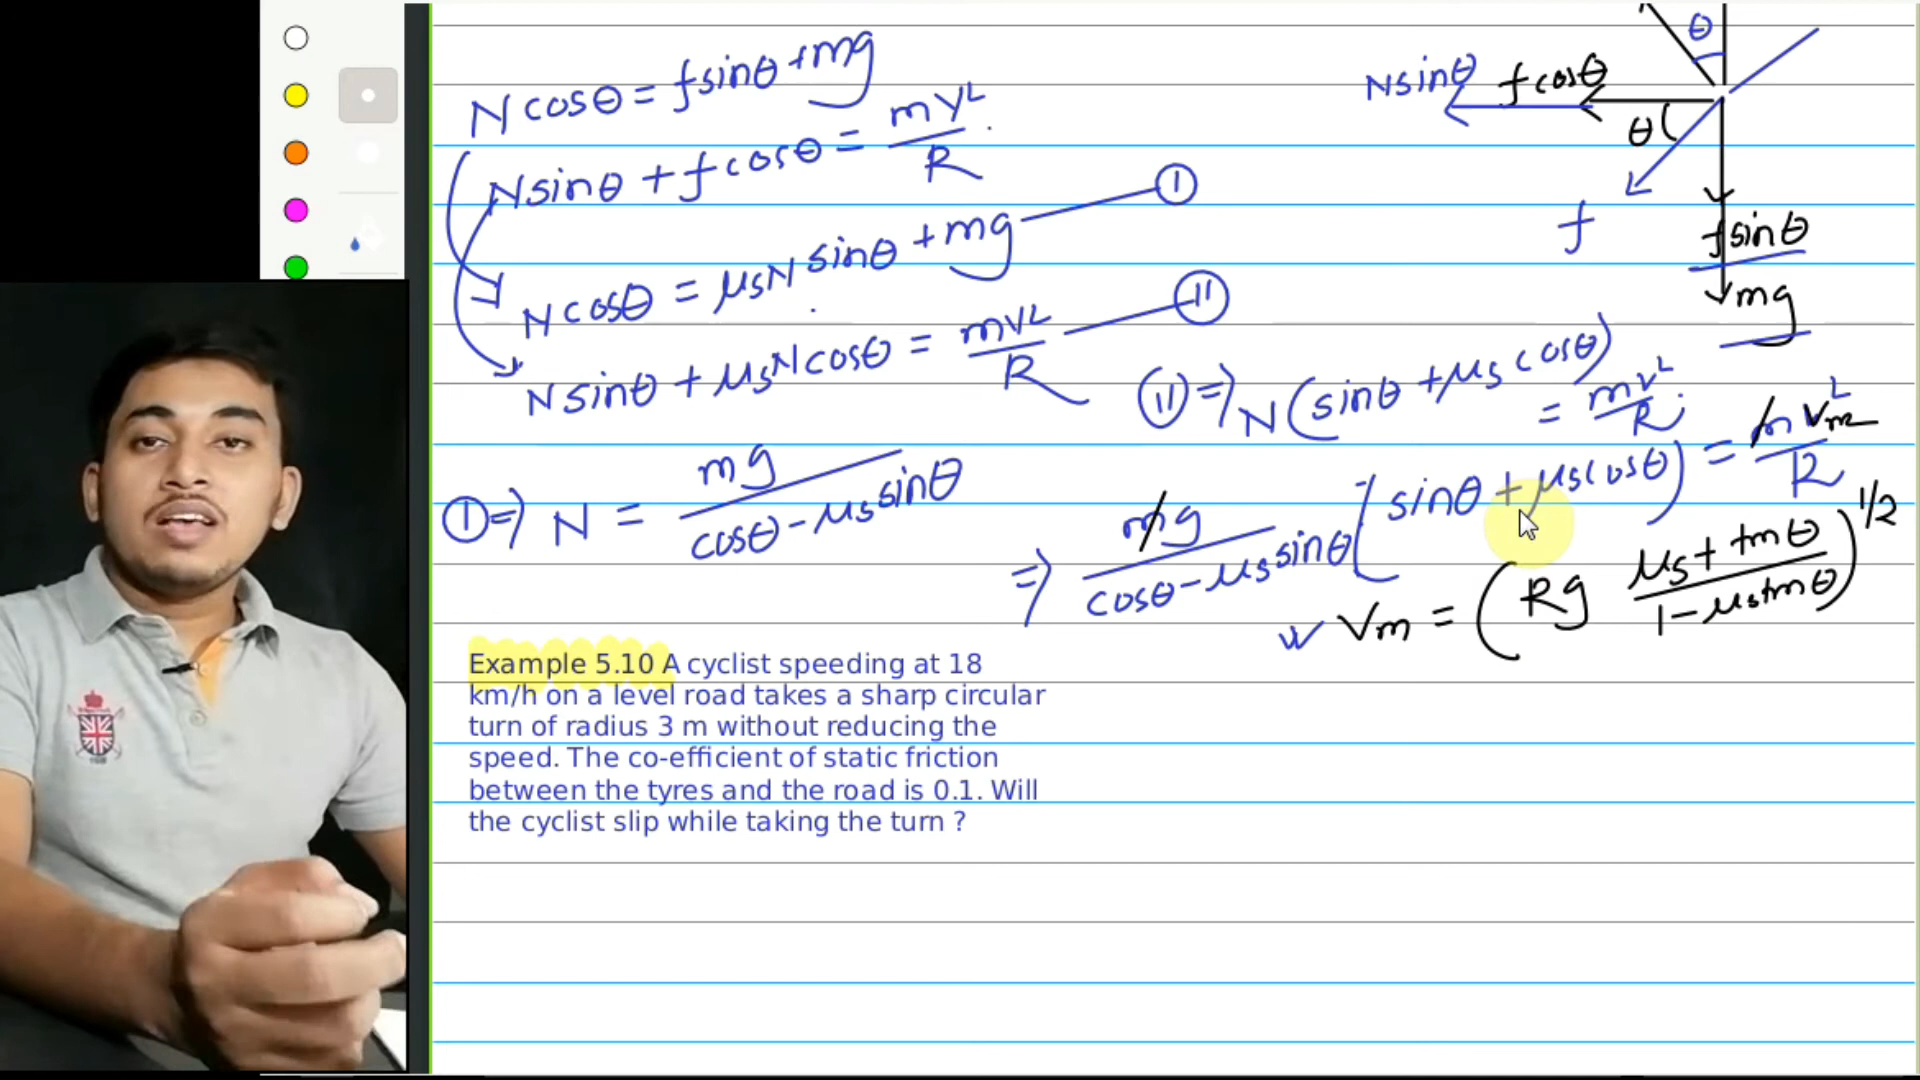 N cosθ = f sinθ + mg
N sinθ + f cosθ = mv²/R
N cosθ = μsN sinθ + mg — (I)
N sinθ + μsN cosθ = mv²/R — (II)
θ
N sinθ f cosθ
θ
f
f sinθ
mg
(II) ⇒ N (sinθ + μs cosθ)
= mv²/R
(I) ⇒ N = mg/(cosθ - μs sinθ)
⇒ mg/(cosθ - μs sinθ) [sinθ + μs cosθ) = m vm²/R
Vm = (Rg (μs + tanθ)/(1 - μs tanθ))^1/2
Example 5.10 A cyclist speeding at 18
km/h on a level road takes a sharp circular
turn of radius 3 m without reducing the
speed. The co-efficient of static friction
between the tyres and the road is 0.1. Will
the cyclist slip while taking the turn ?